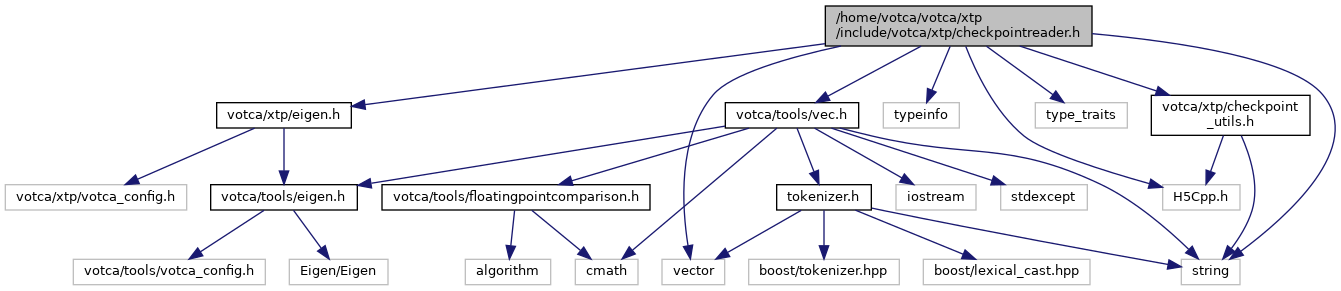 /home/votca/votca/xtp
/include/votca/xtp/checkpointreader.h
votca/xtp/eigen.h
votca/tools/vec.h
typeinfo
type_traits
votca/xtp/checkpoint
_utils.h
votca/xtp/votca_config.h
votca/tools/eigen.h
votca/tools/floatingpointcomparison.h
tokenizer.h
iostream
stdexcept
H5Cpp.h
votca/tools/votca_config.h
Eigen/Eigen
algorithm
cmath
vector
boost/tokenizer.hpp
boost/lexical_cast.hpp
string